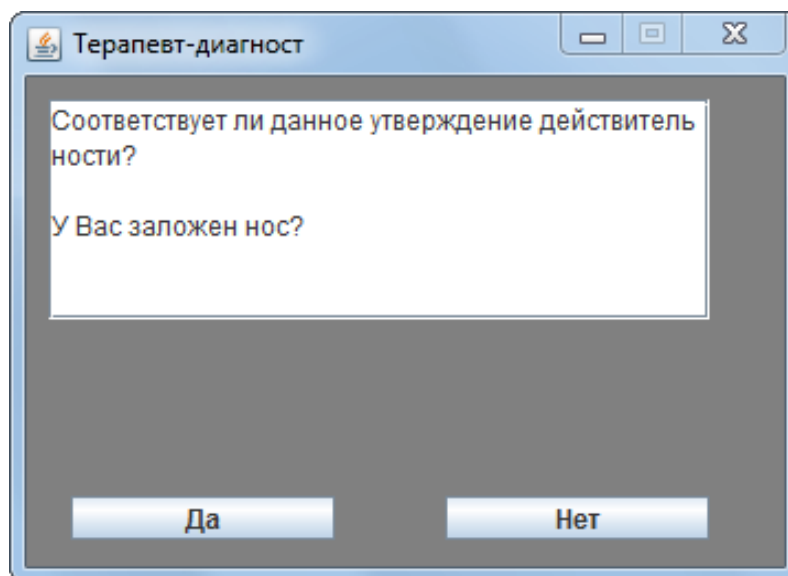 Терапевт-диагност
Соответствует ли данное утверждение действитель
ности?
У Вас заложен нос?
Да
Нет